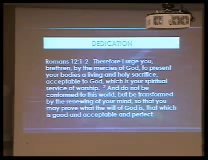 DEDICATION
Romans 12:1-2 Therefore I urge you,
brethren, by the mercies of God, to present
your bodies a living and holy sacrifice,
acceptable to God, which is your spiritual
service of worship. ² And do not be
conformed to this world, but be transformed
by the renewing of your mind, so that you
may prove what the will of God is, that which
is good and acceptable and perfect.